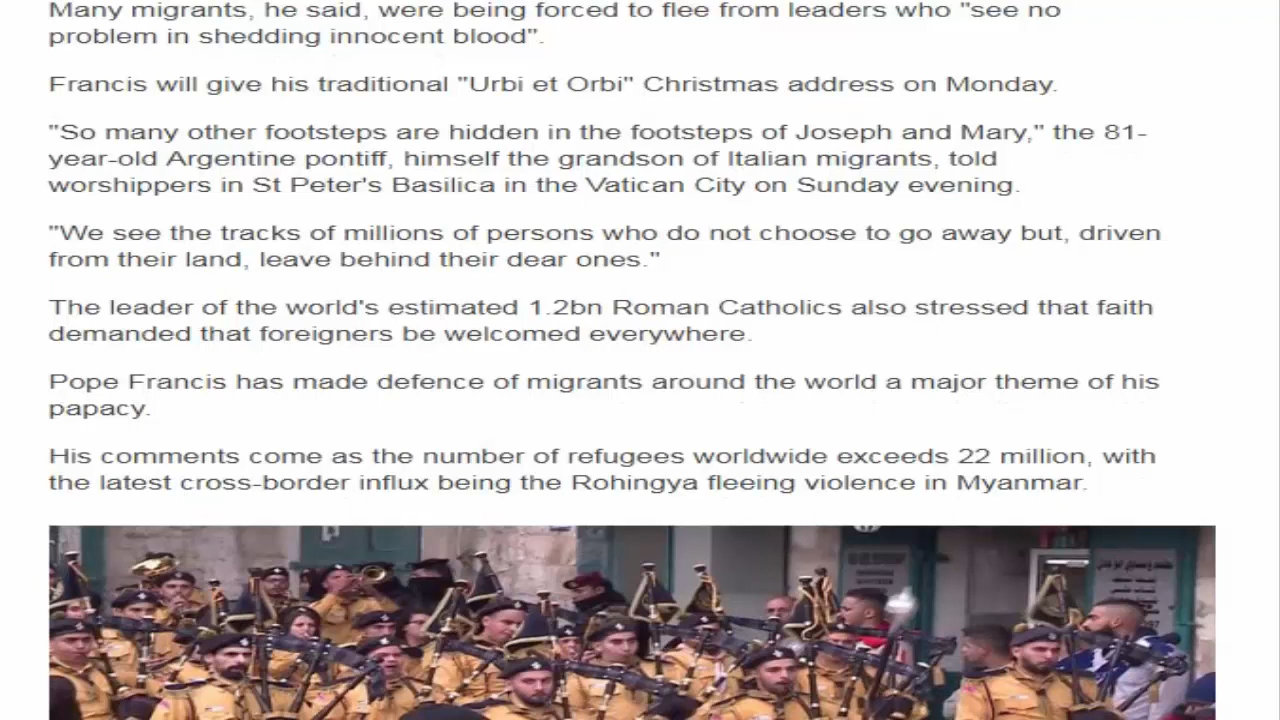 Many migrants, he said, were being forced to flee from leaders who "see no
problem in shedding innocent blood".
Francis will give his traditional "Urbi et Orbi" Christmas address on Monday.
"So many other footsteps are hidden in the footsteps of Joseph and Mary," the 81-
year-old Argentine pontiff, himself the grandson of Italian migrants, told
worshippers in St Peter's Basilica in the Vatican City on Sunday evening.
"We see the tracks of millions of persons who do not choose to go away but, driven
from their land, leave behind their dear ones."
The leader of the world's estimated 1.2bn Roman Catholics also stressed that faith
demanded that foreigners be welcomed everywhere.
Pope Francis has made defence of migrants around the world a major theme of his
papacy.
His comments come as the number of refugees worldwide exceeds 22 million, with
the latest cross-border influx being the Rohingya fleeing violence in Myanmar.